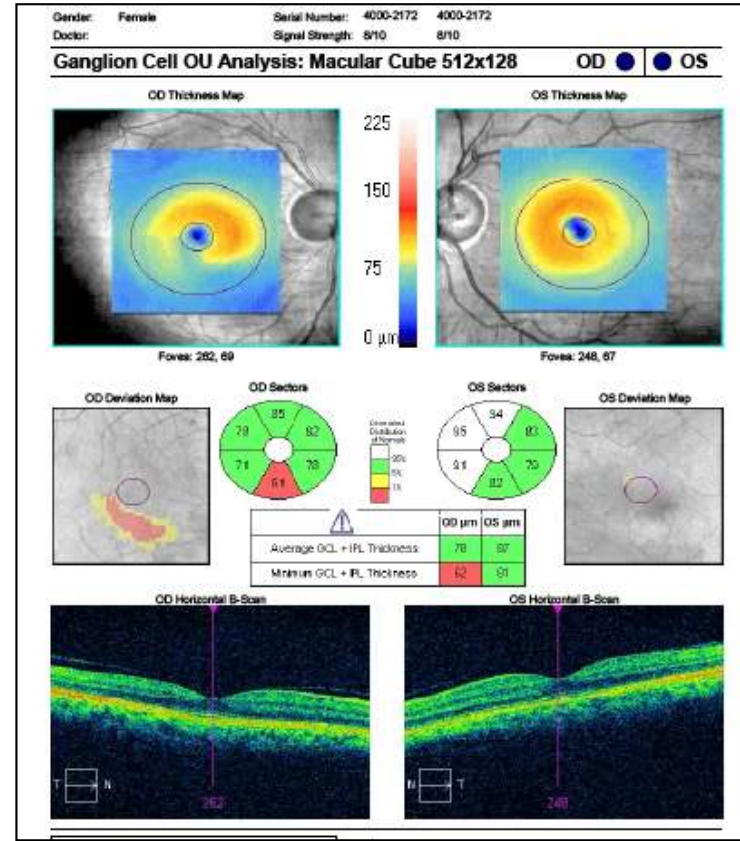 Gender: Female Serial Number: 4000-2172 4000-2172
Doctor: Signal Strength: 8/10 8/10
Ganglion Cell OU Analysis: Macular Cube 512x128 OD OS
OD Thickness Map
OS Thickness Map
225
150
75
0 µm
Fovea: 262, 69
Fovea: 248, 67
OD Deviation Map
OD Sectors
OS Sectors
OS Deviation Map
85
79 82
71 78
61
Distribution
of Normals
95%
5%
1%
94
95 83
91 79
82
OD µm OS µm
Average GCL + IPL Thickness 78 87
Minimum GCL + IPL Thickness 62 81
OD Horizontal B-Scan
OS Horizontal B-Scan
T N
262
N T
248